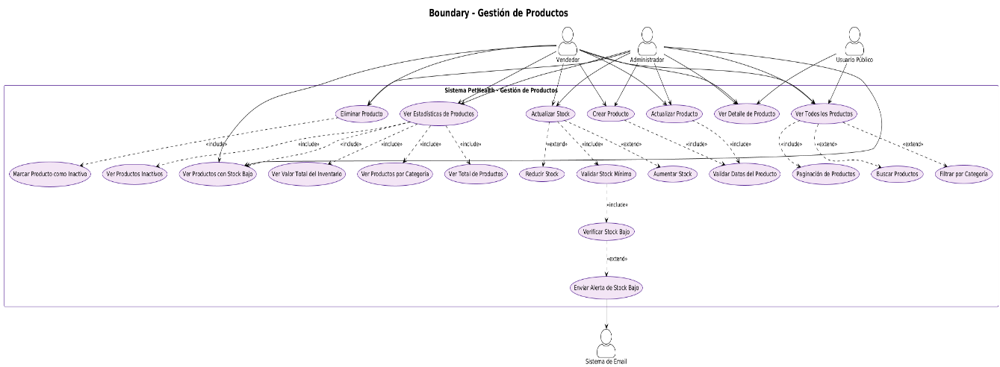 Boundary - Gestión de Productos
Vendedor
Administrador
Usuario Público
Sistema PetHealth - Gestión de Productos
Eliminar Producto
Ver Estadísticas de Productos
Actualizar Stock
Crear Producto
Actualizar Producto
Ver Detalle de Producto
Ver Todos los Productos
«include»
«include»
«include»
«include»
«include»
«include»
«extend»
«include»
«extend»
«include»
«include»
«include»
«extend»
«extend»
Marcar Producto como Inactivo
Ver Productos Inactivos
Ver Productos con Stock Bajo
Ver Valor Total del Inventario
Ver Productos por Categoría
Ver Total de Productos
Reducir Stock
Validar Stock Mínimo
Aumentar Stock
Validar Datos del Producto
Paginación de Productos
Buscar Productos
Filtrar por Categoría
«include»
Verificar Stock Bajo
«extend»
Enviar Alerta de Stock Bajo
Sistema de Email